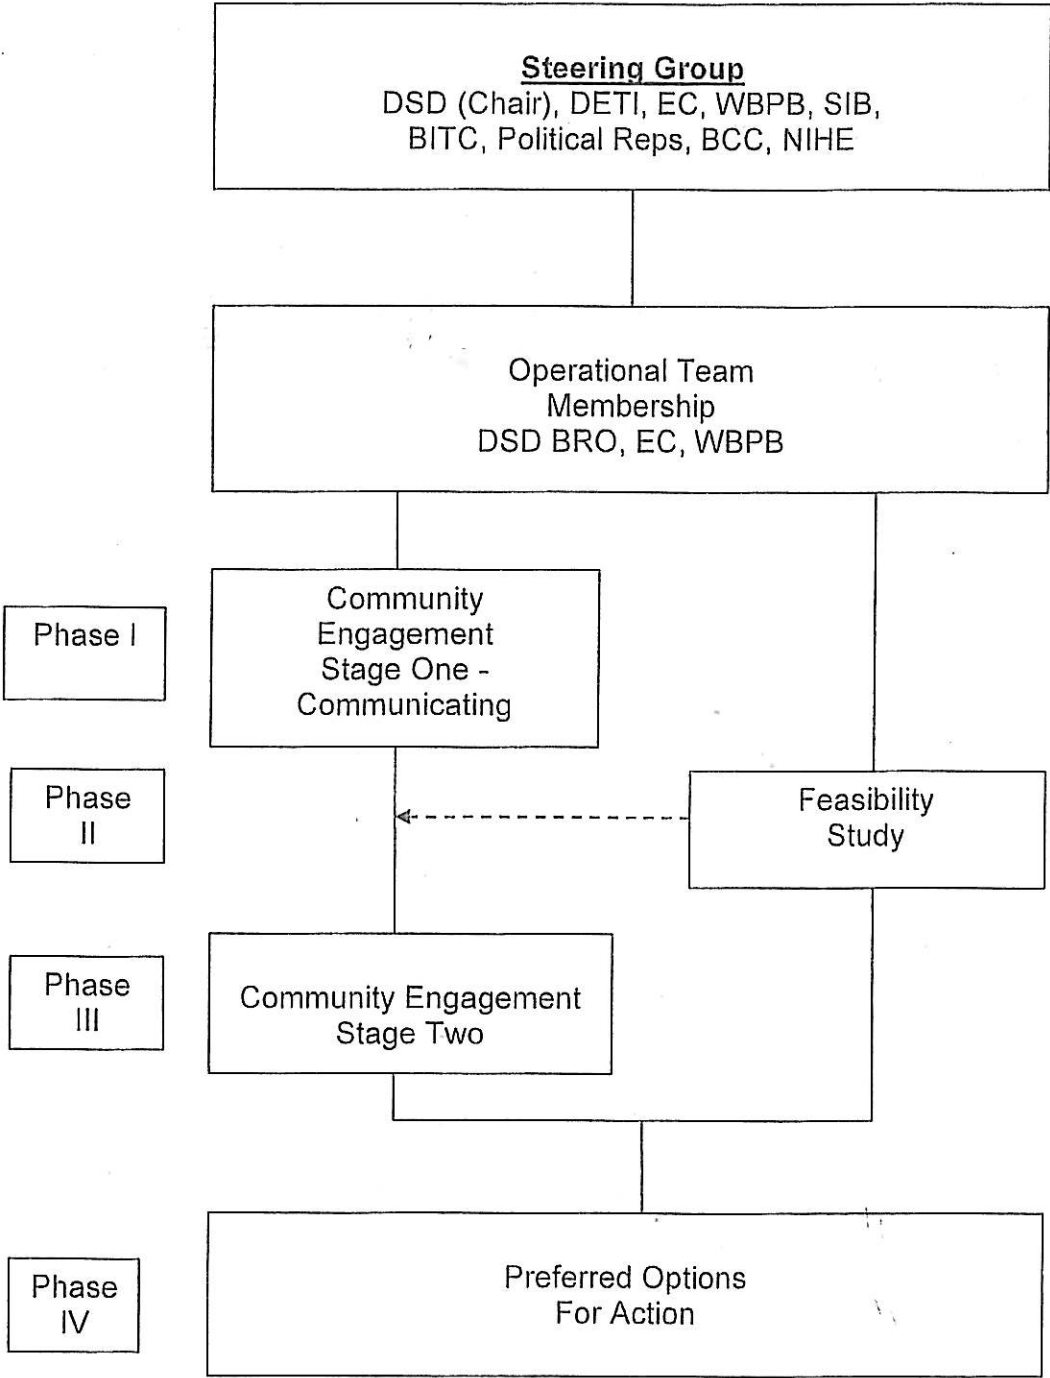 Steering Group
DSD (Chair), DETI, EC, WBPB, SIB,
BITC, Political Reps, BCC, NIHE
Operational Team
Membership
DSD BRO, EC, WBPB
Phase I
Community
Engagement
Stage One -
Communicating
Phase
II
Feasibility
Study
Phase
III
Community Engagement
Stage Two
Phase
IV
Preferred Options
For Action